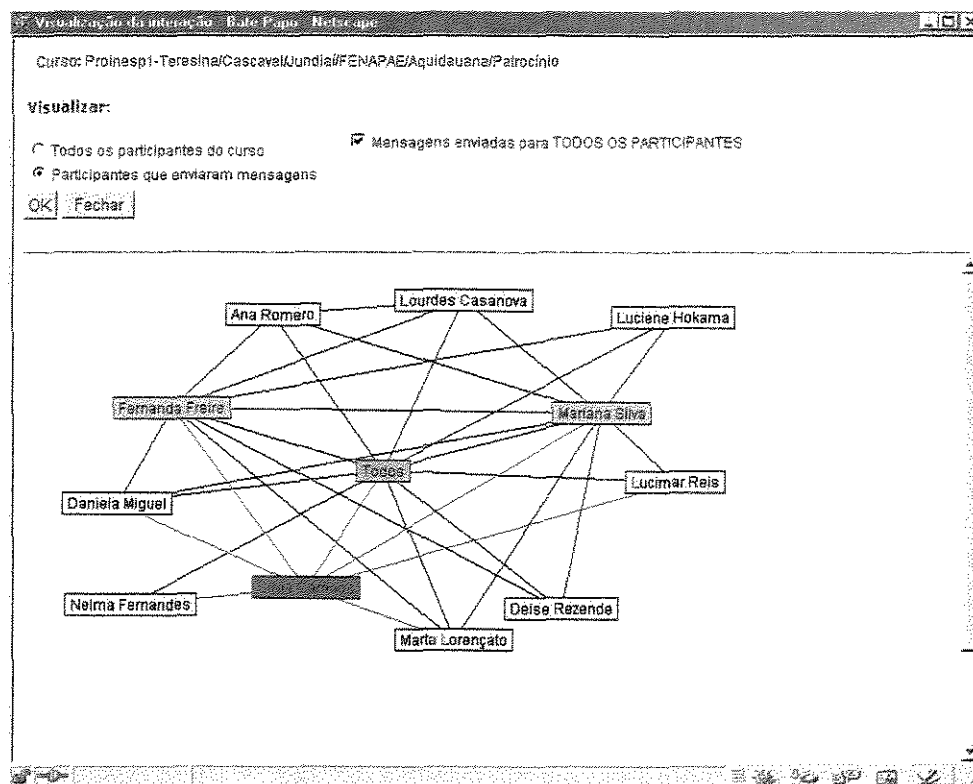 Visualização da interação - Bate Papo - Netscape
Curso: Proinesp1-Teresina/Cascavel/Jundiaí/FENAPAE/Aquidauana/Patrocínio
Visualizar:
Todos os participantes do curso
Mensagens enviadas para TODOS OS PARTICIPANTES
Participantes que enviaram mensagens
OK Fechar
Ana Romero
Lourdes Casanova
Luciene Hokama
Fernanda Freire
Mariana Silva
Todos
Lucimar Reis
Daniela Miguel
Nelma Fernandes
Deise Rezende
Marta Lorençato